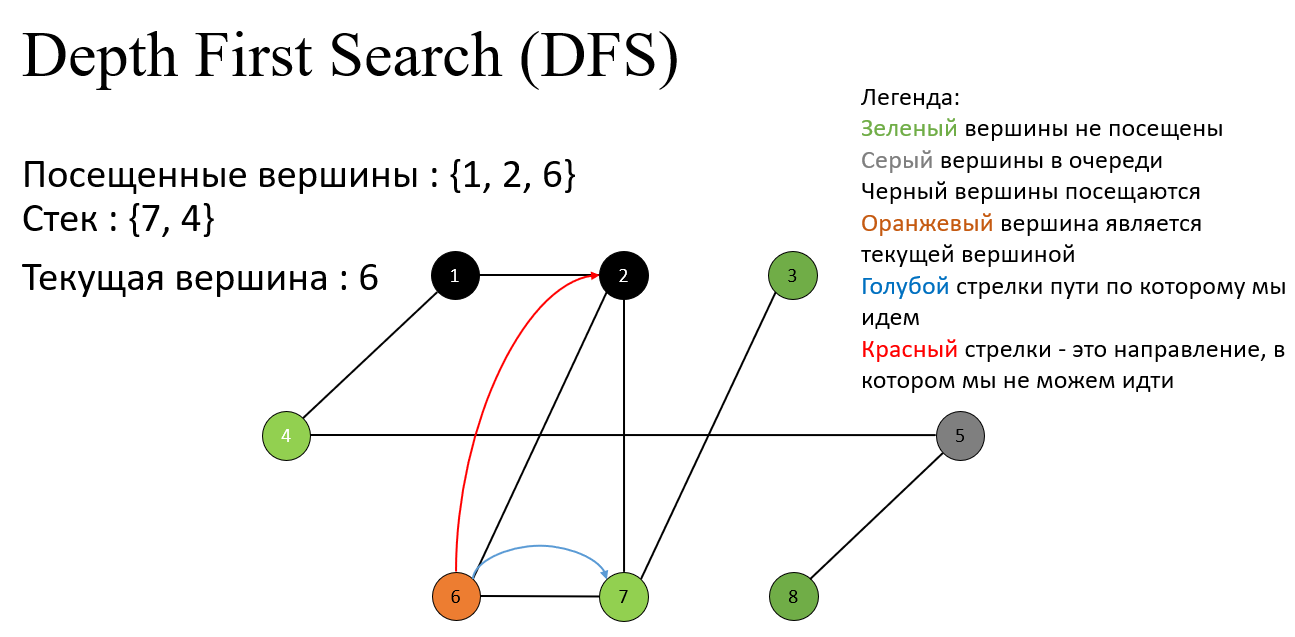 Depth First Search (DFS)
Легенда:
Зеленый вершины не посещены
Серый вершины в очереди
Черный вершины посещаются
Оранжевый вершина является
текущей вершиной
Голубой стрелки пути по которому мы
идем
Красный стрелки - это направление, в
котором мы не можем идти
Посещенные вершины : {1, 2, 6}
Стек : {7, 4}
Текущая вершина : 6
1
2
3
4
5
6
7
8